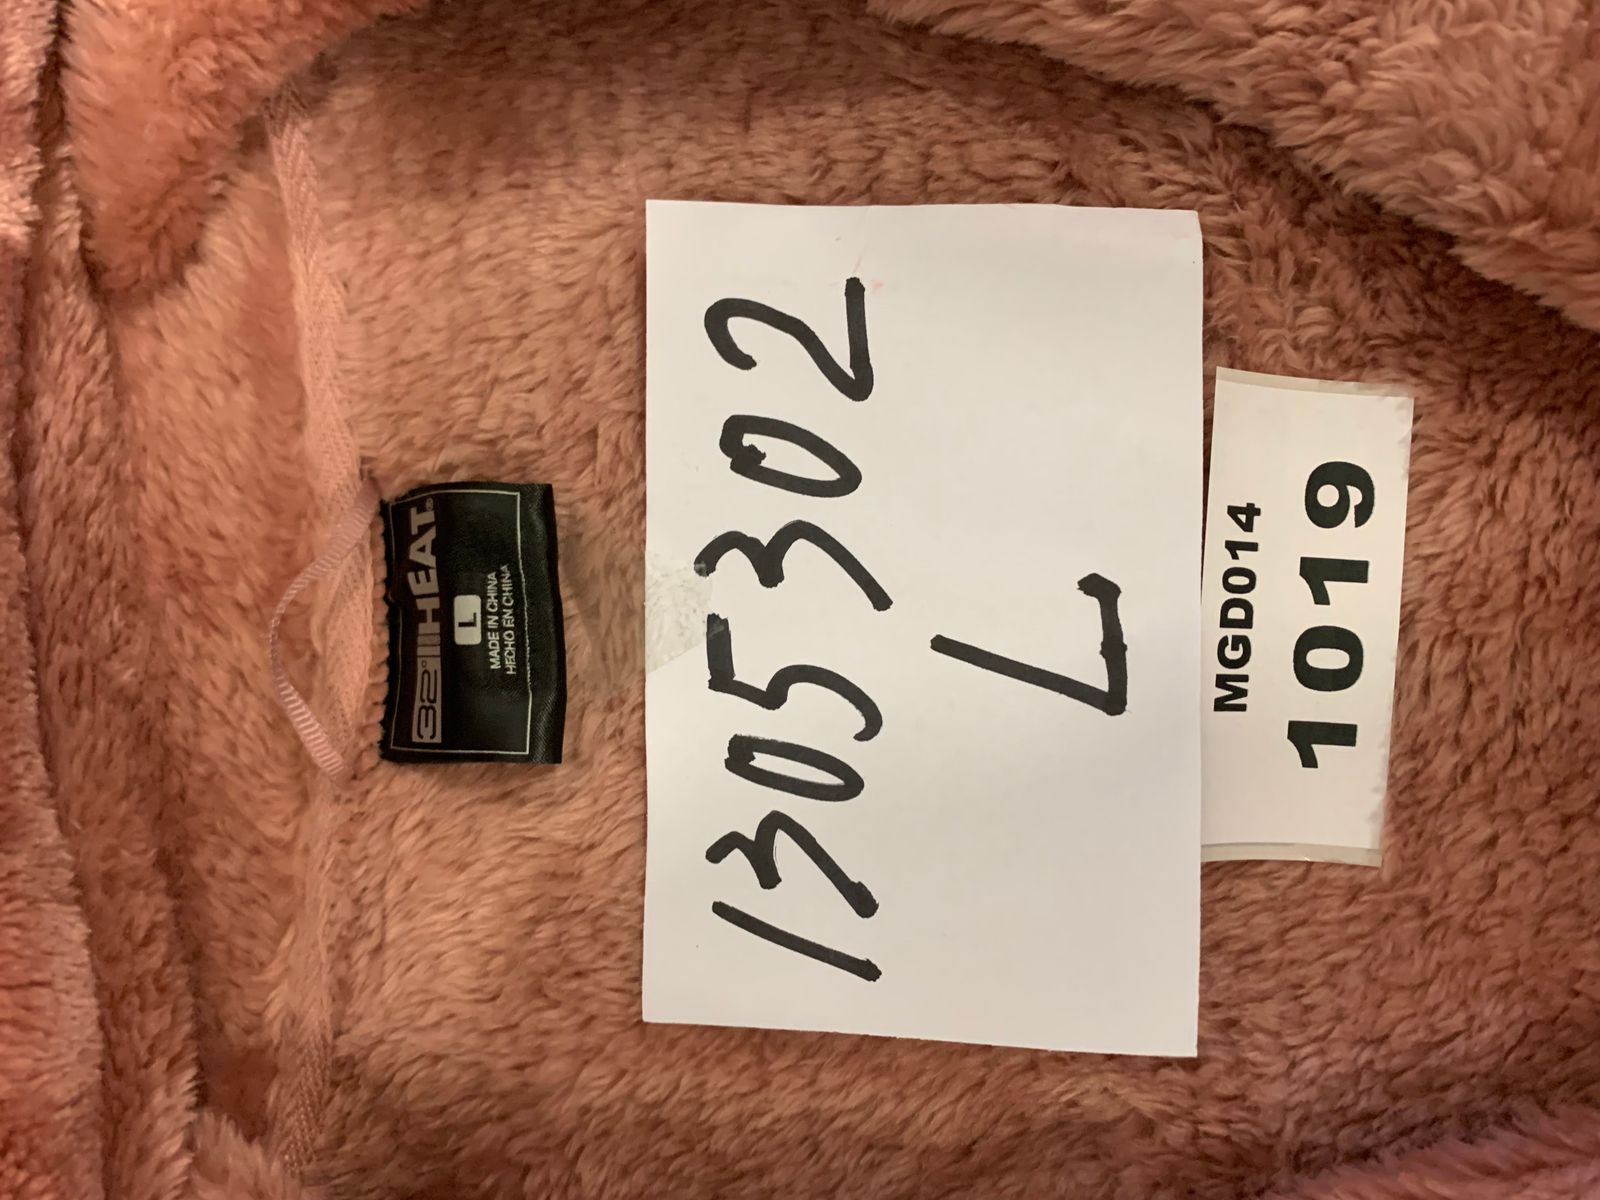 32° HEAT®
L
MADE IN CHINA
HECHO EN CHINA
1305302
L
MGD014
1019